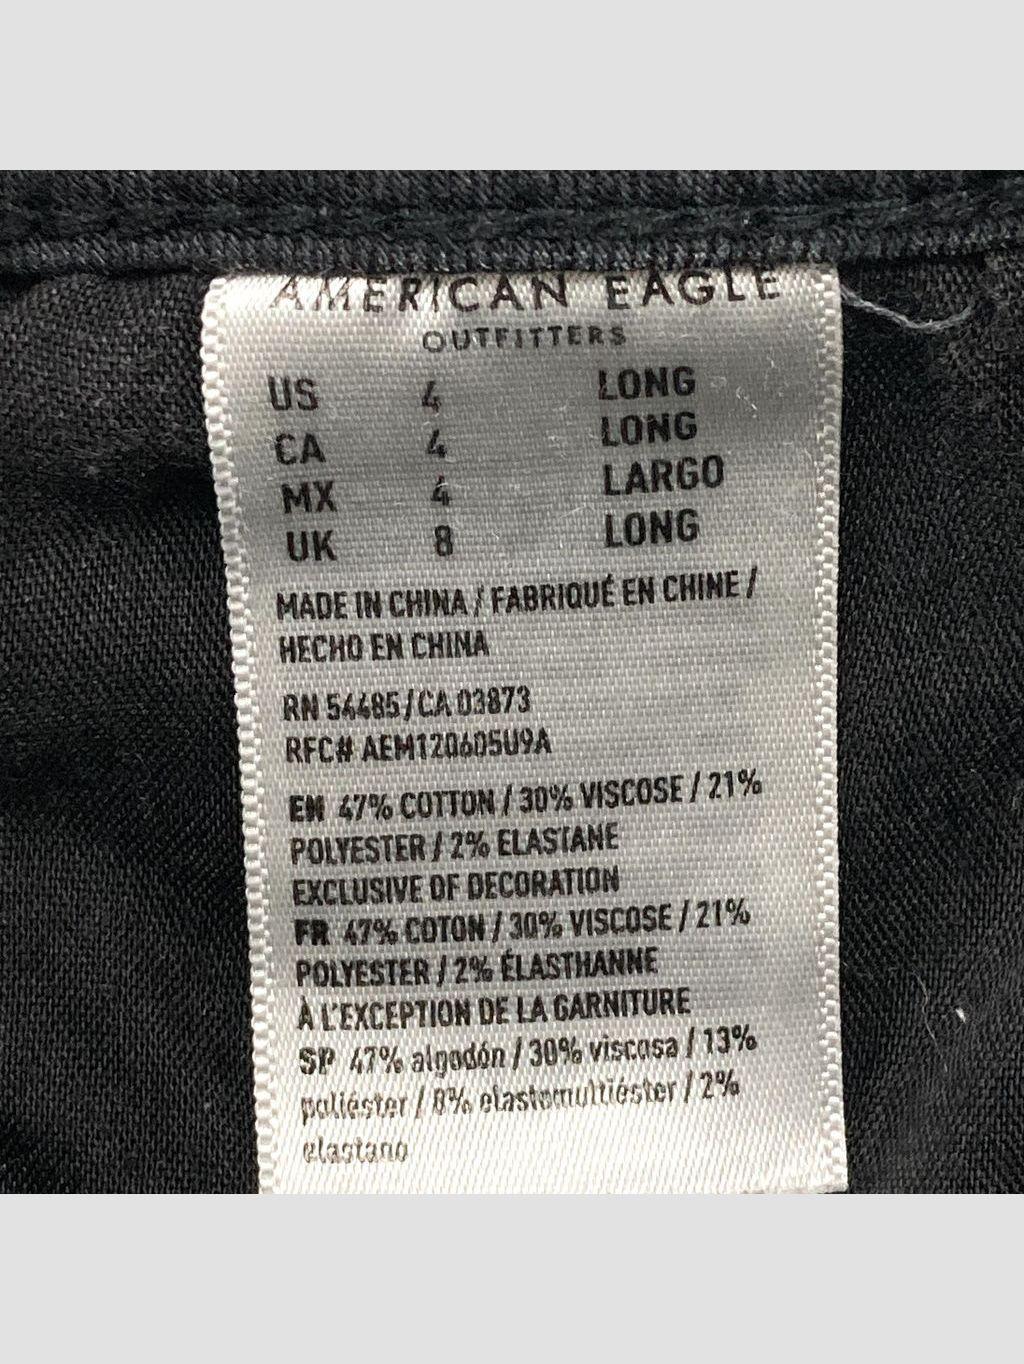 AMERICAN EAGLE
OUTFITTERS
US 4 LONG
CA 4 LONG
MX 4 LARGO
UK 8 LONG
MADE IN CHINA / FABRIQUÉ EN CHINE /
HECHO EN CHINA
RN 54485/CA 03873
RFC# AEM120605U9A
EN 47% COTTON / 30% VISCOSE / 21%
POLYESTER / 2% ELASTANE
EXCLUSIVE OF DECORATION
FR 47% COTON / 30% VISCOSE / 21%
POLYESTER / 2% ÉLASTHANNE
À L'EXCEPTION DE LA GARNITURE
SP 47% algodón / 30% viscosa / 13%
poliéster / 8% elastomultiéster / 2%
elastano